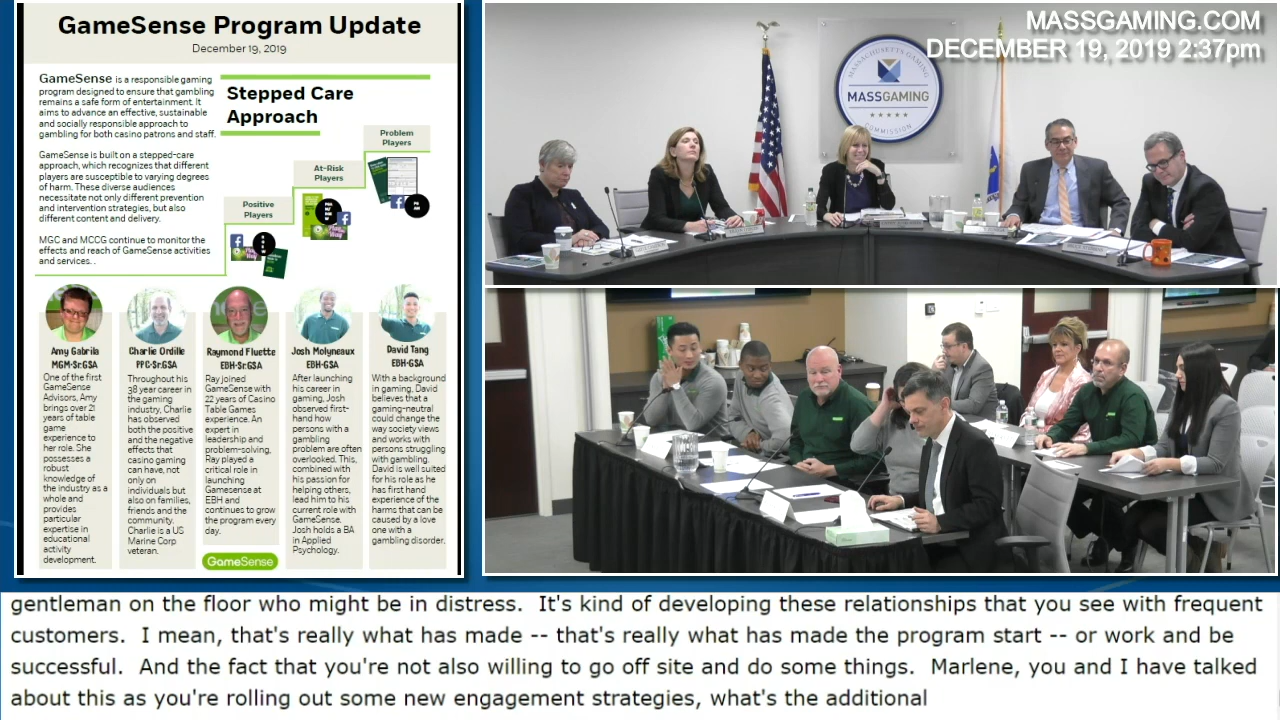 GameSense Program Update
December 19, 2019
GameSense is a responsible gaming
program designed to ensure that gambling
remains a safe form of entertainment. It
aims to advance an effective, sustainable
and socially responsible approach to
gambling for both casino patrons and staff.
GameSense is built on a stepped-care
approach, which recognizes that different
players are susceptible to varying degrees
of harm. These diverse audiences
necessitate not only different prevention
and intervention strategies, but also
different content and delivery.
MGC and MCCG continue to monitor the
effects and reach of GameSense activities
and services. .
Stepped Care
Approach
Problem
Players
At-Risk
Players
Positive
Players
Amy Gabrila
MGM-Sr.GSA
One of the first
GameSense
Advisors, Amy
brings over 21
years of table
game
experience to
her role. She
possesses a
robust
knowledge of
the industry as a
whole and
provides
particular
expertise in
educational
activity
development.
Charlie Ordille
PPC-Sr.GSA
Throughout his
38 year career in
the gaming
industry, Charlie
has observed
both the positive
and the negative
effects that
casino gaming
can have, not
only on
individuals but
also on families,
friends and the
community.
Charlie is a US
Marine Corp
veteran.
Raymond Fluette
EBH-Sr.GSA
Ray joined
GameSense with
22 years of Casino
Table Games
experience. An
expert in
leadership and
problem-solving,
Ray played a
critical role in
launching
Gamesense at
EBH and
continues to grow
the program every
day.
GameSense
Josh Molyneaux
EBH-GSA
After launching
his career in
gaming, Josh
observed first-
hand how
persons with a
gambling
problem are often
overlooked. This,
combined with
his passion for
helping others,
lead him to his
current role with
GameSense.
Josh holds a BA
in Applied
Psychology.
David Tang
EBH-GSA
With a background
in gaming, David
believes that a
gaming-neutral
could change the
way society views
and works with
persons struggling
with gambling.
David is well suited
for his role as he
has first hand
experience of the
harms that can be
caused by a love
one with a
gambling disorder.
MASSGAMING.COM
DECEMBER 19, 2019 2:37pm
MASSACHUSETTS GAMING
MASSGAMING
COMMISSION
gentleman on the floor who might be in distress. It's kind of developing these relationships that you see with frequent
customers. I mean, that's really what has made -- that's really what has made the program start -- or work and be
successful. And the fact that you're not also willing to go off site and do some things. Marlene, you and I have talked
about this as you're rolling out some new engagement strategies, what's the additional